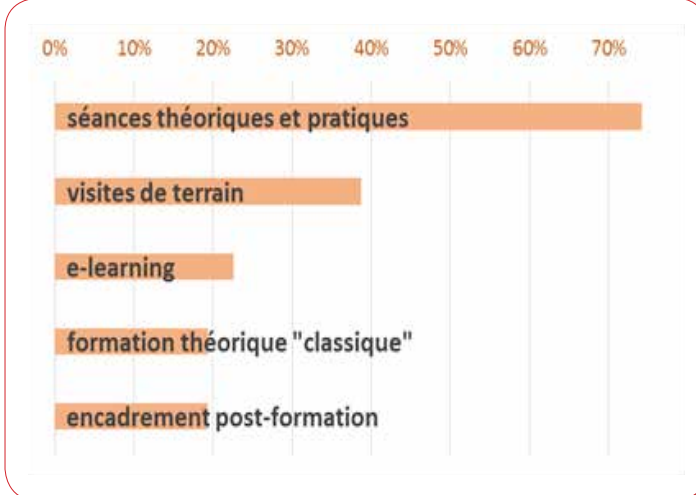 0% 10% 20% 30% 40% 50% 60% 70%
séances théoriques et pratiques
visites de terrain
e-learning
formation théorique "classique"
encadrement post-formation